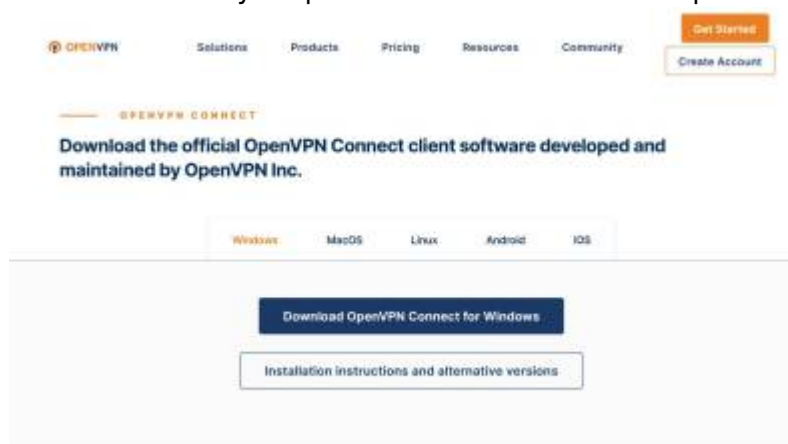 OPENVPN
Solutions
Products
Pricing
Resources
Community
Get Started
Create Account
OPENVPN CONNECT
Download the official OpenVPN Connect client software developed and
maintained by OpenVPN Inc.
Windows
MacOS
Linux
Android
iOS
Download OpenVPN Connect for Windows
Installation instructions and alternative versions